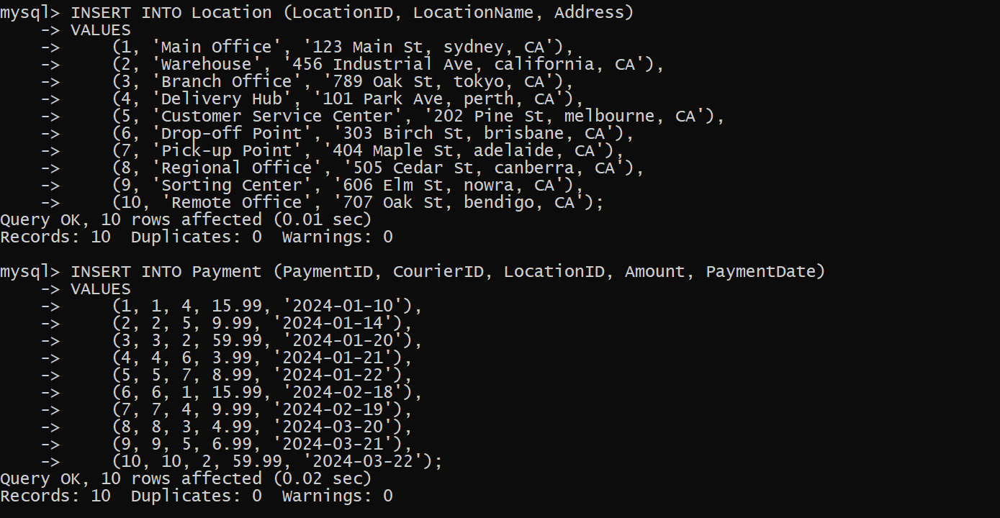 mysql> INSERT INTO Location (LocationID, LocationName, Address)
    -> VALUES
    ->     (1, 'Main Office', '123 Main St, sydney, CA'),
    ->     (2, 'Warehouse', '456 Industrial Ave, california, CA'),
    ->     (3, 'Branch Office', '789 Oak St, tokyo, CA'),
    ->     (4, 'Delivery Hub', '101 Park Ave, perth, CA'),
    ->     (5, 'Customer Service Center', '202 Pine St, melbourne, CA'),
    ->     (6, 'Drop-off Point', '303 Birch St, brisbane, CA'),
    ->     (7, 'Pick-up Point', '404 Maple St, adelaide, CA'),
    ->     (8, 'Regional Office', '505 Cedar St, canberra, CA'),
    ->     (9, 'Sorting Center', '606 Elm St, nowra, CA'),
    ->     (10, 'Remote Office', '707 Oak St, bendigo, CA');
Query OK, 10 rows affected (0.01 sec)
Records: 10  Duplicates: 0  Warnings: 0

mysql> INSERT INTO Payment (PaymentID, CourierID, LocationID, Amount, PaymentDate)
    -> VALUES
    ->     (1, 1, 4, 15.99, '2024-01-10'),
    ->     (2, 2, 5, 9.99, '2024-01-14'),
    ->     (3, 3, 2, 59.99, '2024-01-20'),
    ->     (4, 4, 6, 3.99, '2024-01-21'),
    ->     (5, 5, 7, 8.99, '2024-01-22'),
    ->     (6, 6, 1, 15.99, '2024-02-18'),
    ->     (7, 7, 4, 9.99, '2024-02-19'),
    ->     (8, 8, 3, 4.99, '2024-03-20'),
    ->     (9, 9, 5, 6.99, '2024-03-21'),
    ->     (10, 10, 2, 59.99, '2024-03-22');
Query OK, 10 rows affected (0.02 sec)
Records: 10  Duplicates: 0  Warnings: 0